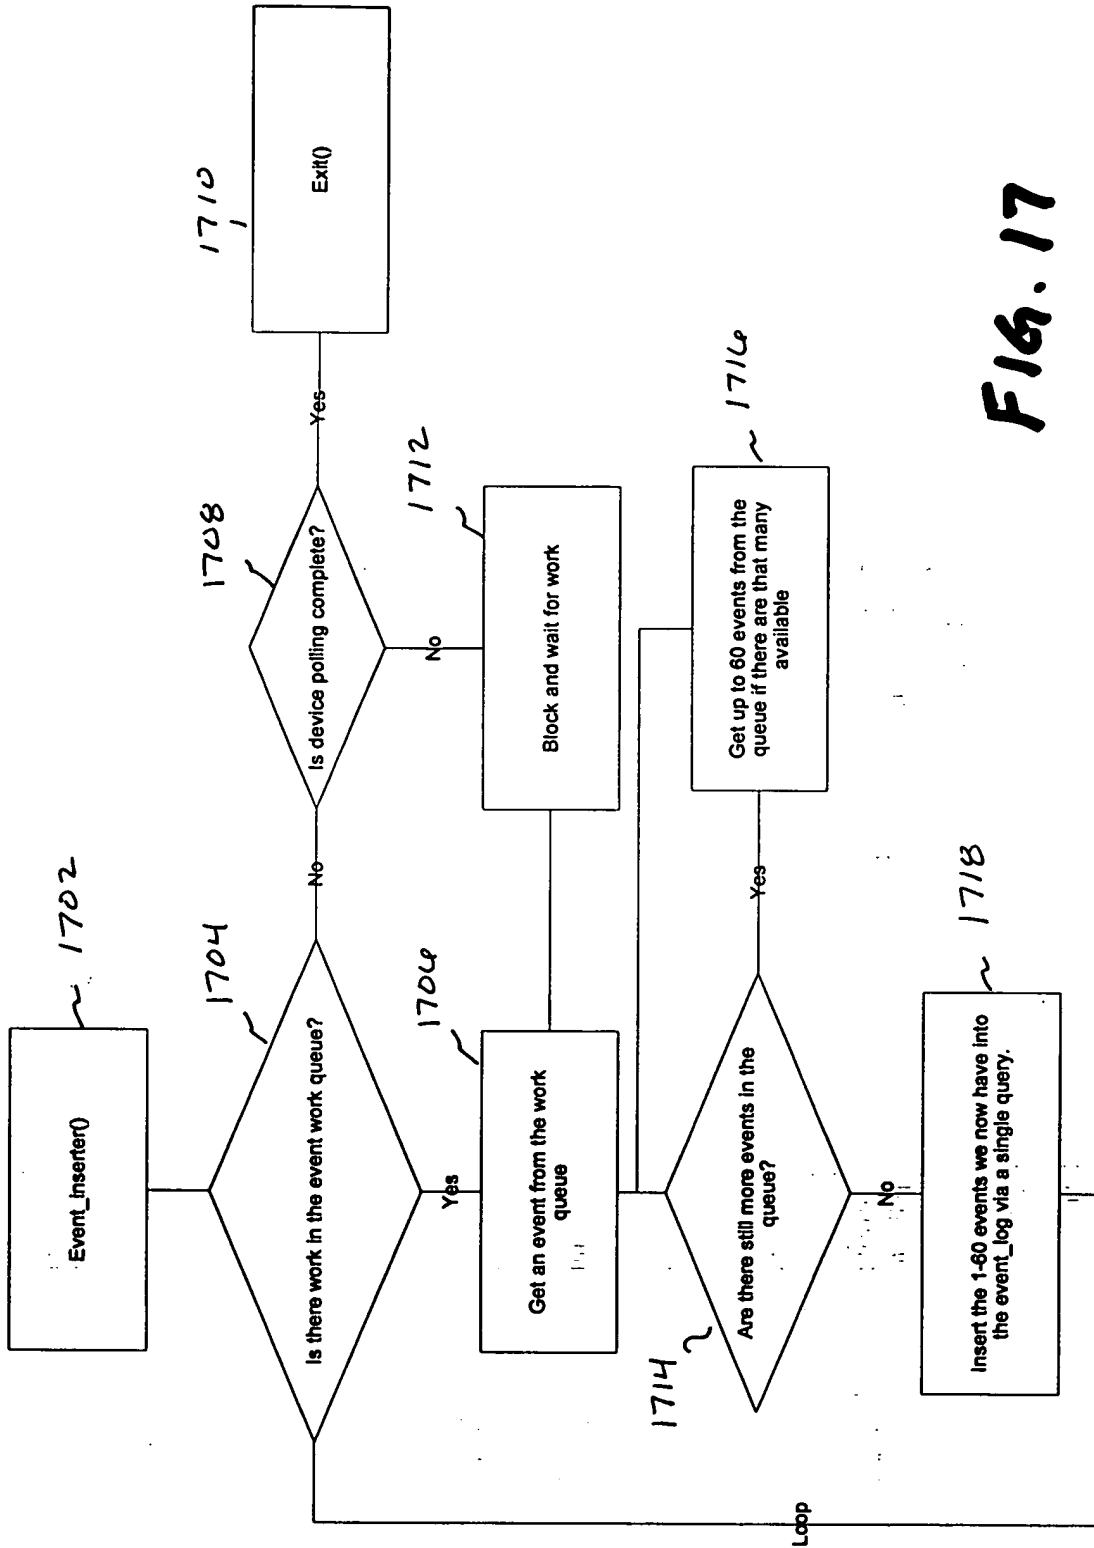 1702
Event_Inserter()
1704
Is there work in the event work queue?
No
1708
Is device polling complete?
Yes
1710
Exit()
Yes
No
1706
Get an event from the work
queue
1712
Block and wait for work
1714
Are there still more events in the
queue?
Yes
1716
Get up to 60 events from the
queue if there are that many
available
No
1718
Insert the 1-60 events we now have into
the event_log via a single query.
Loop
FIG. 17